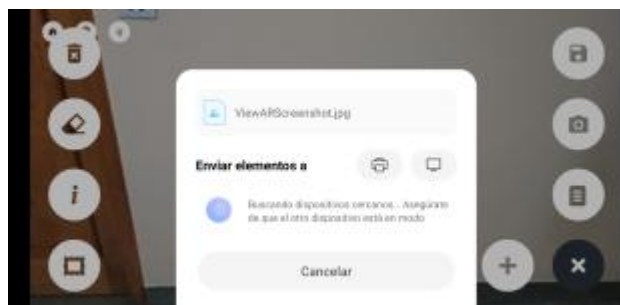 ViewARScreenshot.jpg
Enviar elementos a
Buscando dispositivos cercanos... Asegúrate
de que el otro dispositivo está en modo
Cancelar